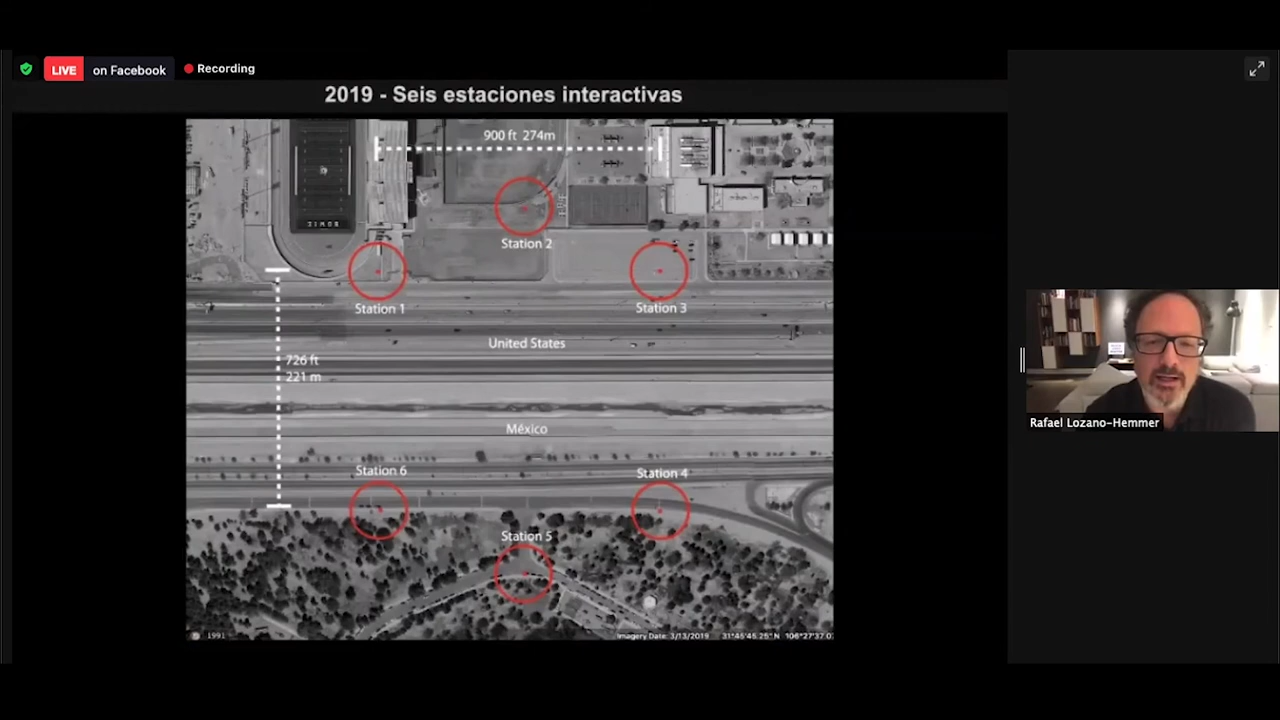 LIVE on Facebook Recording
2019 - Seis estaciones interactivas
900 ft 274m
Station 2
Station 1
Station 3
United States
726 ft
221 m
México
Station 6
Station 4
Station 5
Rafael Lozano-Hemmer
1991
Imagery Date: 3/13/2019